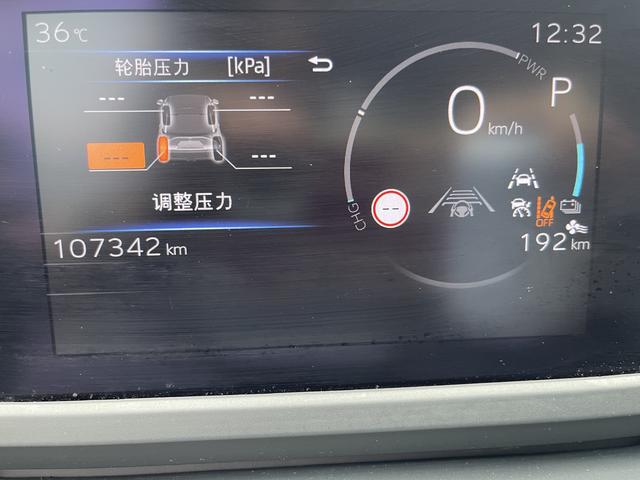 36℃
12:32
轮胎压力 [kPa]
--- ---
--- ---
调整压力
107342 km
PWR
P
0 km/h
CHG
--
OFF
192 km